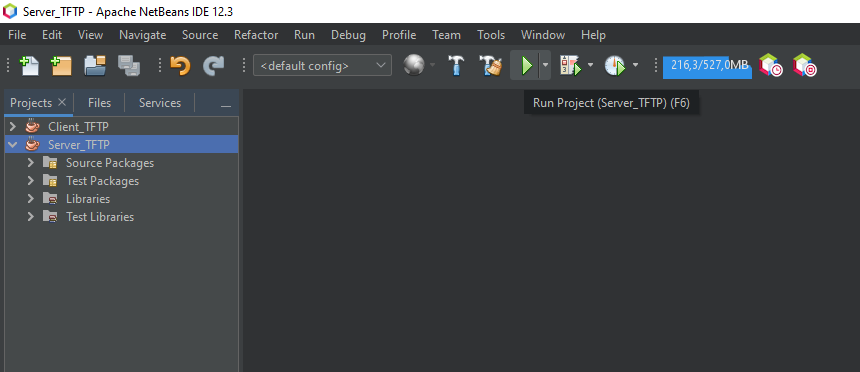 Server_TFTP - Apache NetBeans IDE 12.3
File Edit View Navigate Source Refactor Run Debug Profile Team Tools Window Help
<default config> 216,3/527,0MB
Run Project (Server_TFTP) (F6)
Projects Files Services
Client_TFTP
Server_TFTP
Source Packages
Test Packages
Libraries
Test Libraries